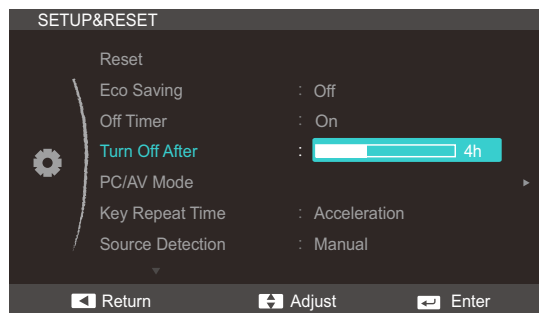 SETUP&RESET
Reset
Eco Saving : Off
Off Timer : On
Turn Off After : 4h
PC/AV Mode
Key Repeat Time : Acceleration
Source Detection : Manual
Return Adjust Enter